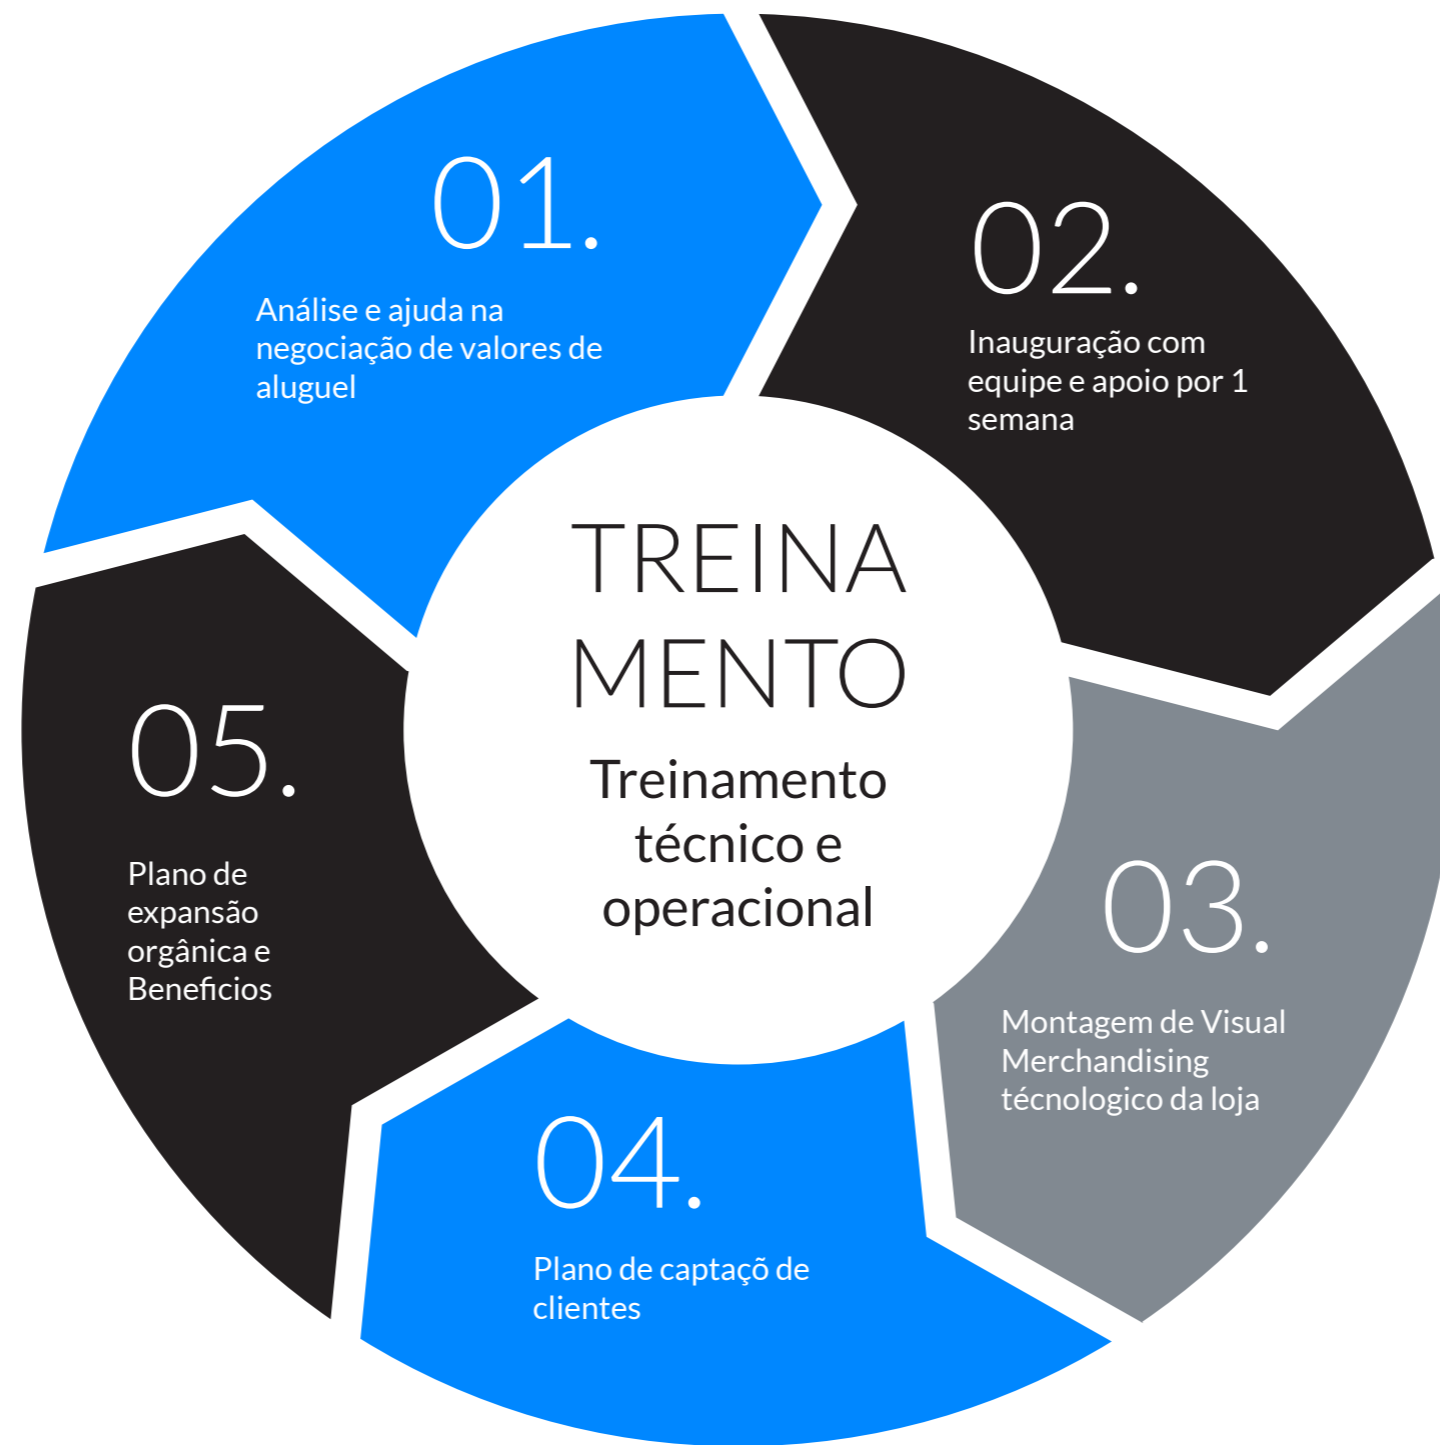 01.
Análise e ajuda na
negociação de valores de
aluguel
02.
Inauguração com
equipe e apoio por 1
semana
TREINA
MENTO
Treinamento
técnico e
operacional
03.
Montagem de Visual
Merchandising
técnologico da loja
04.
Plano de captaçõ de
clientes
05.
Plano de
expansão
orgânica e
Beneficios